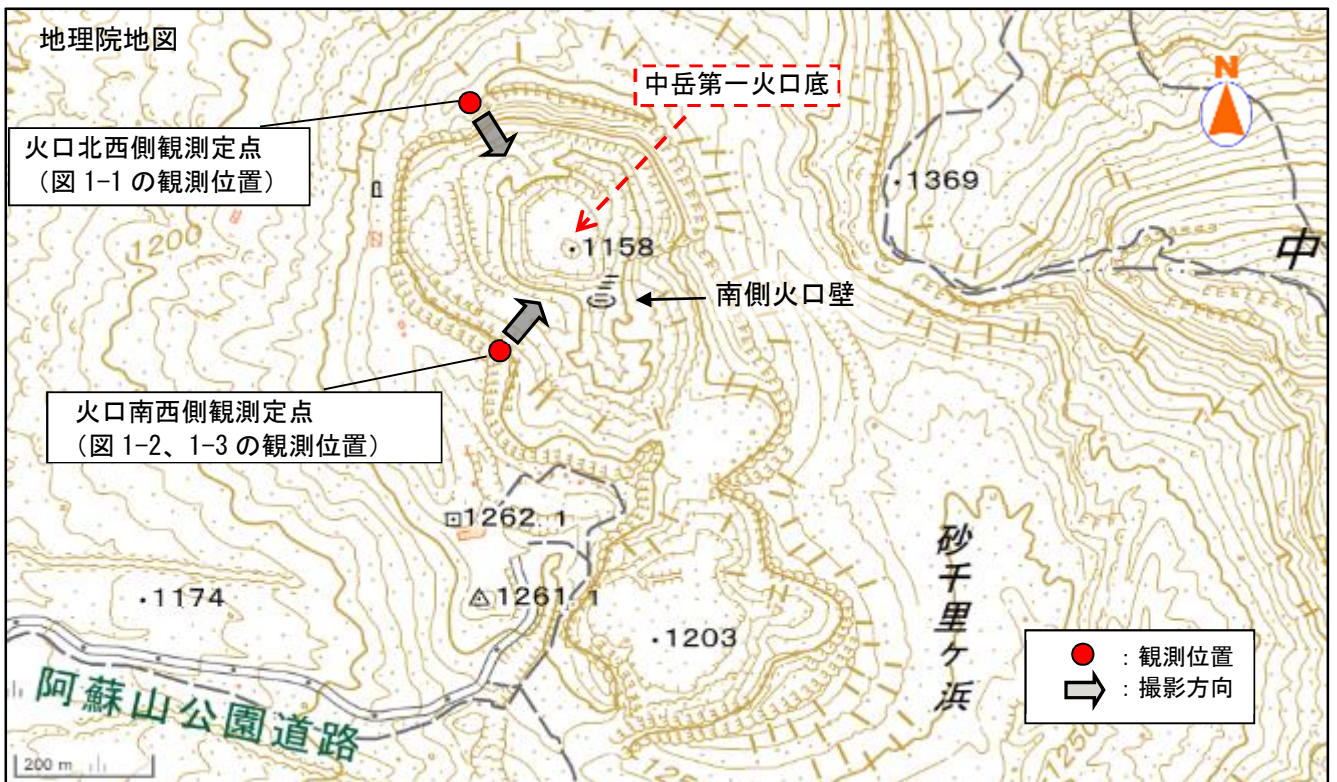 地理院地図
中岳第一火口底
N
火口北西側観測定点
（図 1-1 の観測位置）
1369
1200
1158
中
南側火口壁
火口南西側観測定点
（図 1-2、1-3 の観測位置）
1262.1
砂千里ヶ浜
1174
1261.1
1203
：観測位置
：撮影方向
阿蘇山公園道路
200 m
1250